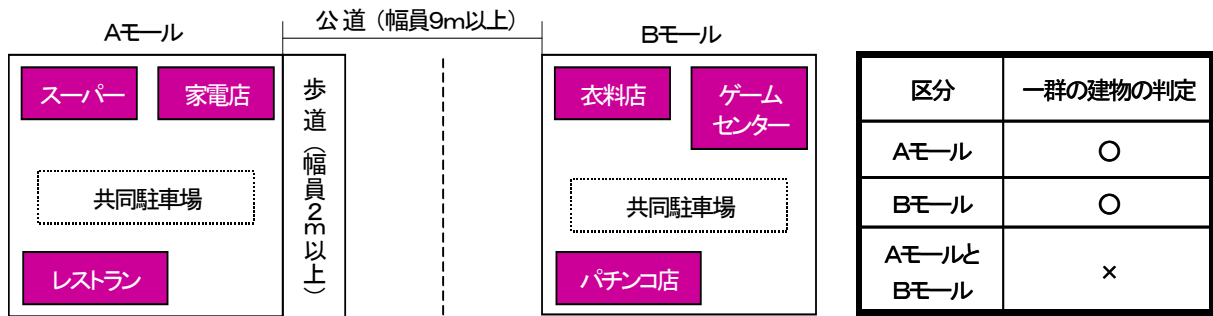 公道（幅員9m以上）
Aモール
Bモール
スーパー
家電店
共同駐車場
レストラン
歩道（幅員2m以上）
衣料店
ゲーム
センター
共同駐車場
パチンコ店
区分
一群の建物の判定
Aモール
○
Bモール
○
Aモールと
Bモール
×